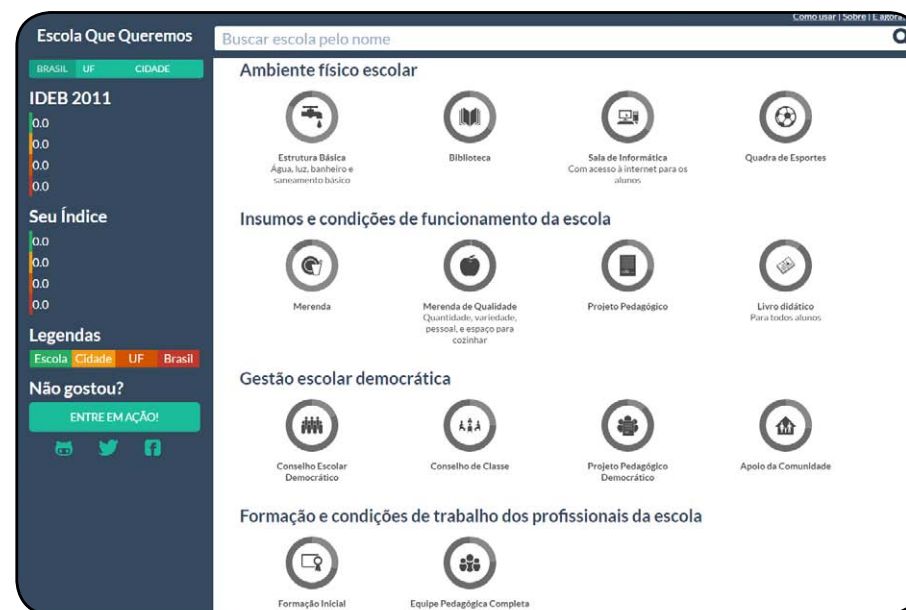 Como usar | Sobre | E agora?
Escola Que Queremos
Buscar escola pelo nome
BRASIL UF CIDADE
IDEB 2011
0.0
0.0
0.0
0.0
Seu Índice
0.0
0.0
0.0
0.0
Legendas
Escola Cidade UF Brasil
Não gostou?
ENTRE EM AÇÃO!
Ambiente físico escolar
Estrutura Básica
Água, luz, banheiro e
saneamento básico
Biblioteca
Sala de Informática
Com acesso à internet para os
alunos
Quadra de Esportes
Insumos e condições de funcionamento da escola
Merenda
Merenda de Qualidade
Quantidade, variedade,
pessoal, e espaço para
cozinhar
Projeto Pedagógico
Livro didático
Para todos alunos
Gestão escolar democrática
Conselho Escolar
Democrático
Conselho de Classe
Projeto Pedagógico
Democrático
Apoio da Comunidade
Formação e condições de trabalho dos profissionais da escola
Formação Inicial
Equipe Pedagógica Completa